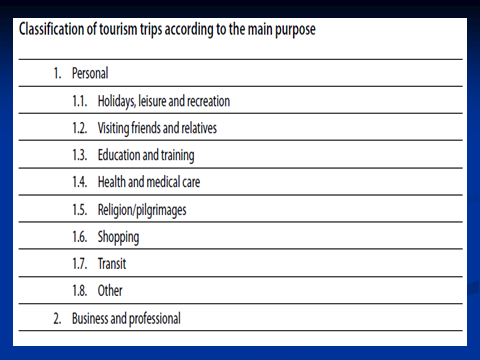 Classification of tourism trips according to the main purpose
1. Personal
1.1. Holidays, leisure and recreation
1.2. Visiting friends and relatives
1.3. Education and training
1.4. Health and medical care
1.5. Religion/pilgrimages
1.6. Shopping
1.7. Transit
1.8. Other
2. Business and professional